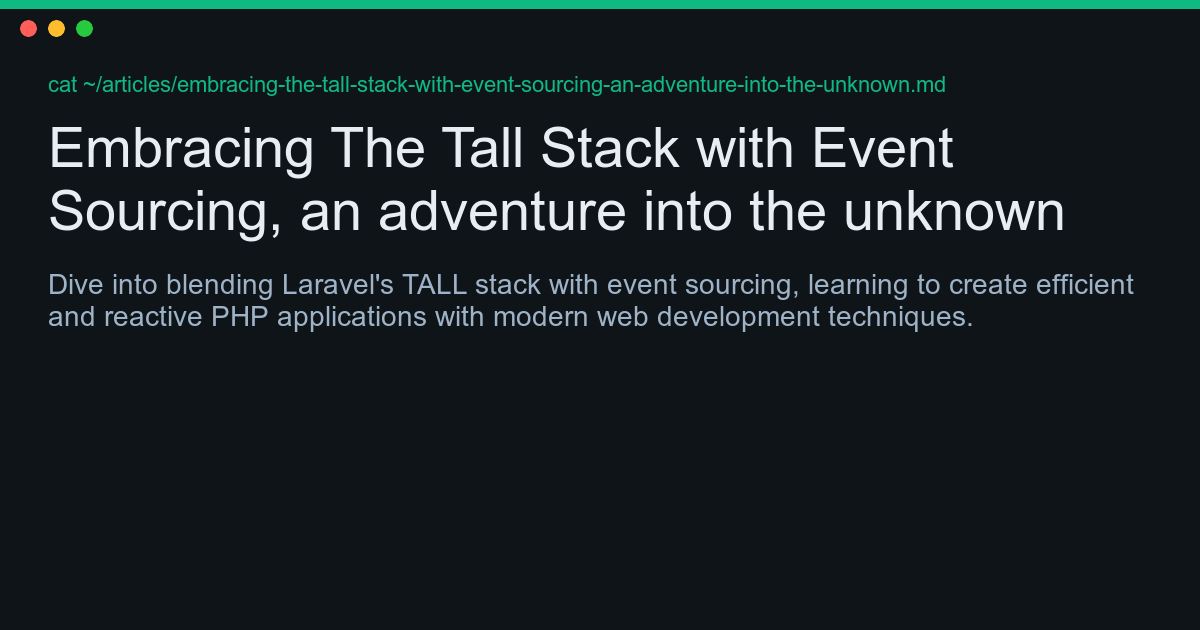 cat ~/articles/embracing-the-tall-stack-with-event-sourcing-an-adventure-into-the-unknown.md
Embracing The Tall Stack with Event
Sourcing, an adventure into the unknown
Dive into blending Laravel's TALL stack with event sourcing, learning to create efficient
and reactive PHP applications with modern web development techniques.